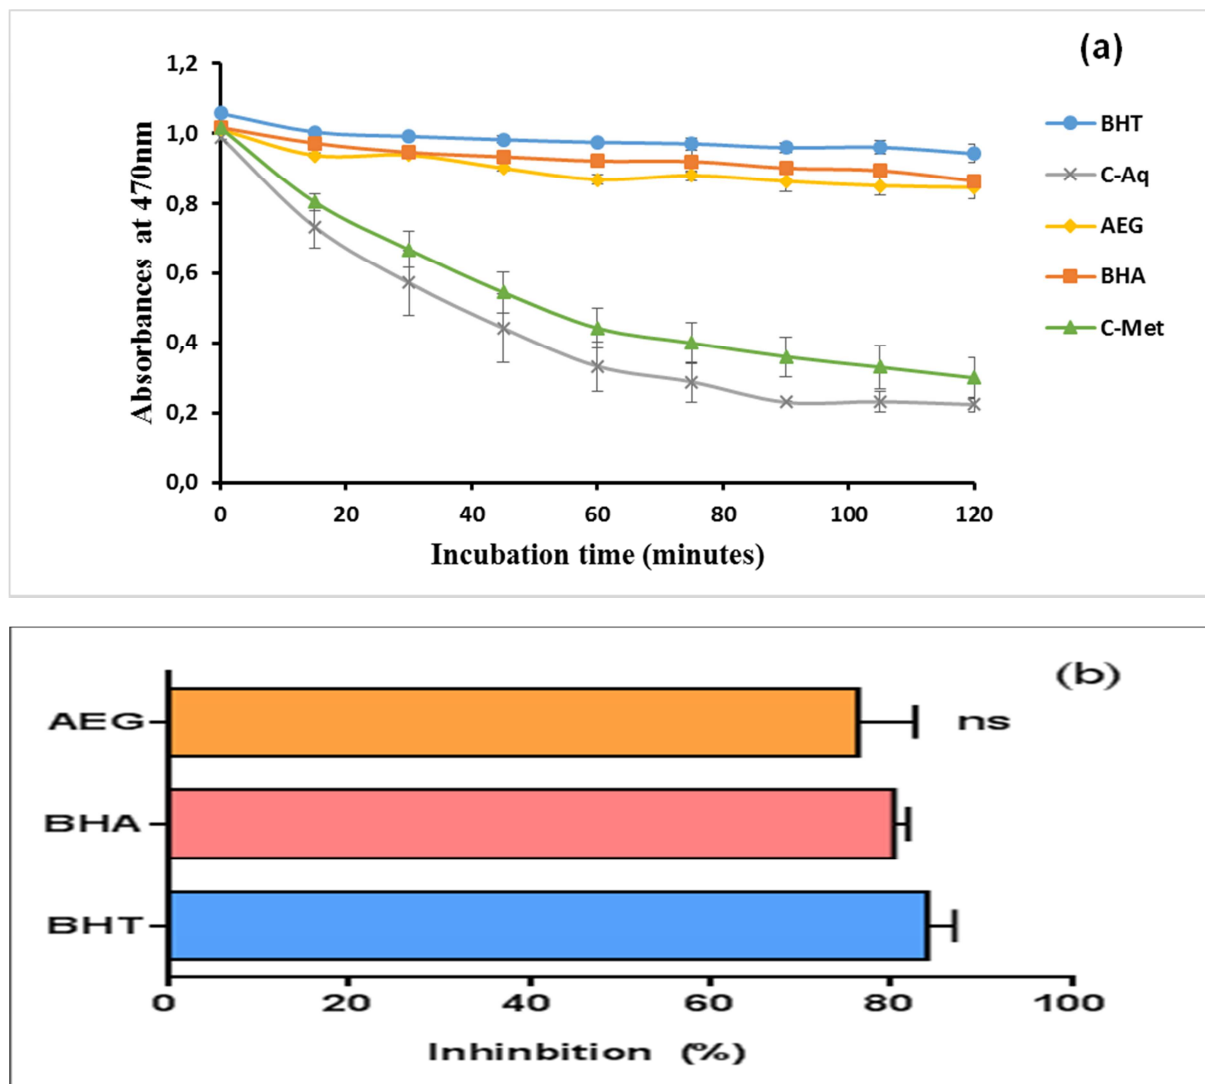 (a)
1,2
1,0
0,8
0,6
0,4
0,2
0,0
Absorbances at 470nm
0 20 40 60 80 100 120
Incubation time (minutes)
BHT
C-Aq
AEG
BHA
C-Met
(b)
AEG
ns
BHA
BHT
0 20 40 60 80 100
Inhinbition (%)